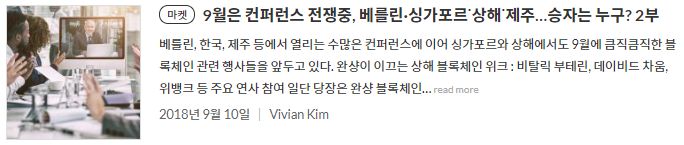 마켓 9월은 컨퍼런스 전쟁중, 베를린·싱가포르˙상해˙제주…승자는 누구? 2부
베를린, 한국, 제주 등에서 열리는 수많은 컨퍼런스에 이어 싱가포르와 상해에서도 9월에 큼직큼직한 블
록체인 관련 행사들을 앞두고 있다. 완샹이 이끄는 상해 블록체인 위크 : 비탈릭 부테린, 데이비드 차움,
위뱅크 등 주요 연사 참여 일단 당장은 완샹 블록체인... read more
2018년 9월 10일 | Vivian Kim